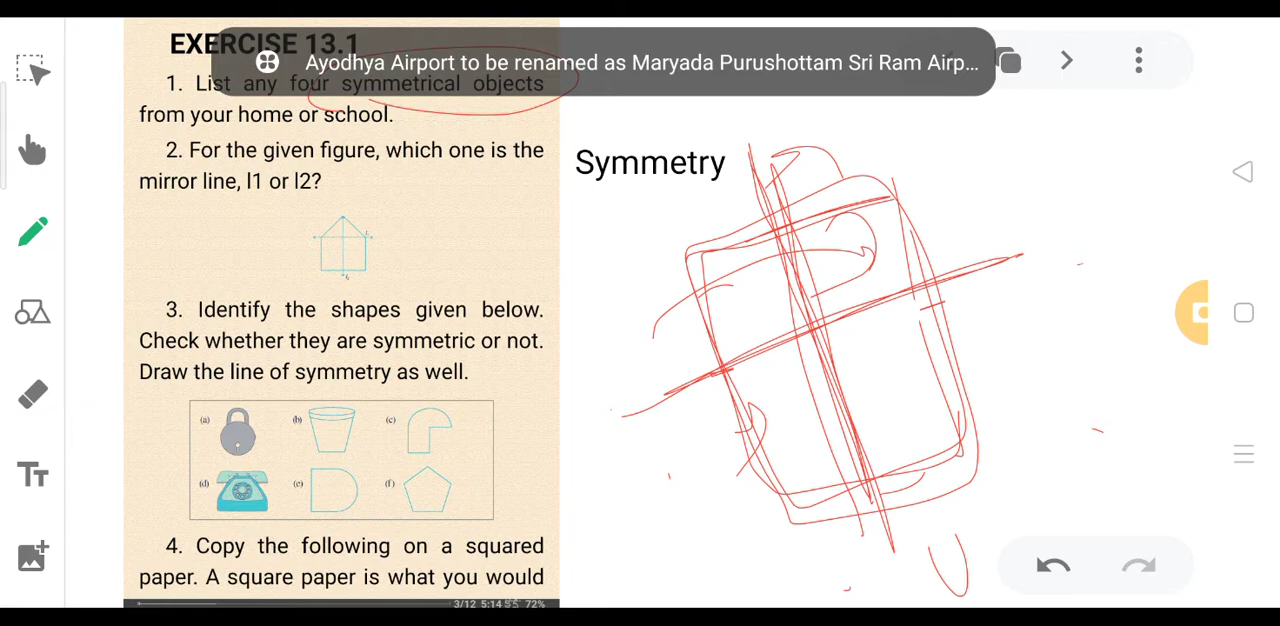 EXERCISE 13.1
Ayodhya Airport to be renamed as Maryada Purushottam Sri Ram Airp...
1. List any four symmetrical objects
from your home or school.
2. For the given figure, which one is the
mirror line, l1 or l2?
3. Identify the shapes given below.
Check whether they are symmetric or not.
Draw the line of symmetry as well.
(a) (b) (c)
(d) (e) (f)
4. Copy the following on a squared
paper. A square paper is what you would
3/12 5:14 72%
Symmetry
TT